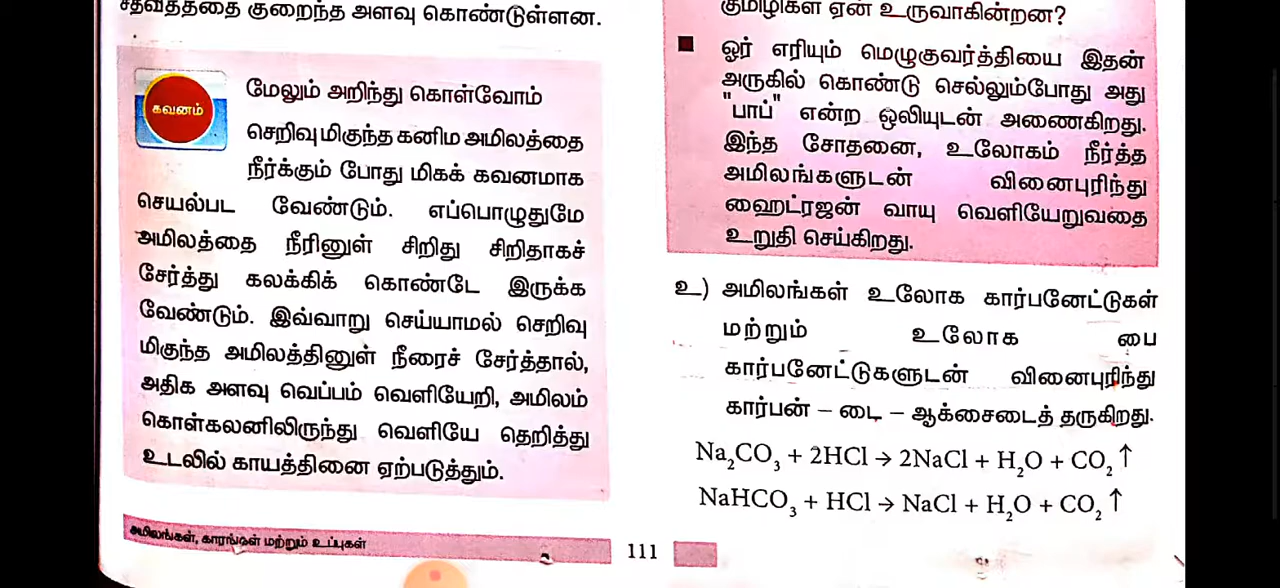 சதவீதத்தை குறைந்த அளவு கொண்டுள்ளன.
கவனம்
மேலும் அறிந்து கொள்வோம்
செறிவு மிகுந்த கனிம அமிலத்தை
நீர்க்கும் போது மிகக் கவனமாக
செயல்பட வேண்டும். எப்பொழுதுமே
அமிலத்தை நீரினுள் சிறிது சிறிதாகச்
சேர்த்து கலக்கிக் கொண்டே இருக்க
வேண்டும். இவ்வாறு செய்யாமல் செறிவு
மிகுந்த அமிலத்தினுள் நீரைச் சேர்த்தால்,
அதிக அளவு வெப்பம் வெளியேறி, அமிலம்
கொள்கலனிலிருந்து வெளியே தெறித்து
உடலில் காயத்தினை ஏற்படுத்தும்.
குமிழிகள் ஏன் உருவாகின்றன?
■ ஓர் எரியும் மெழுகுவர்த்தியை இதன்
அருகில் கொண்டு செல்லும்போது அது
"பாப்" என்ற ஒலியுடன் அணைகிறது.
இந்த சோதனை, உலோகம் நீர்த்த
அமிலங்களுடன் வினைபுரிந்து
ஹைட்ரஜன் வாயு வெளியேறுவதை
உறுதி செய்கிறது.
உ) அமிலங்கள் உலோக கார்பனேட்டுகள்
மற்றும் உலோக பை
கார்பனேட்டுகளுடன் வினைபுரிந்து
கார்பன் – டை – ஆக்சைடைத் தருகிறது.
Na₂CO₃ + 2HCl → 2NaCl + H₂O + CO₂ ↑
NaHCO₃ + HCl → NaCl + H₂O + CO₂ ↑
அமிலங்கள், காரங்கள் மற்றும் உப்புகள்
111